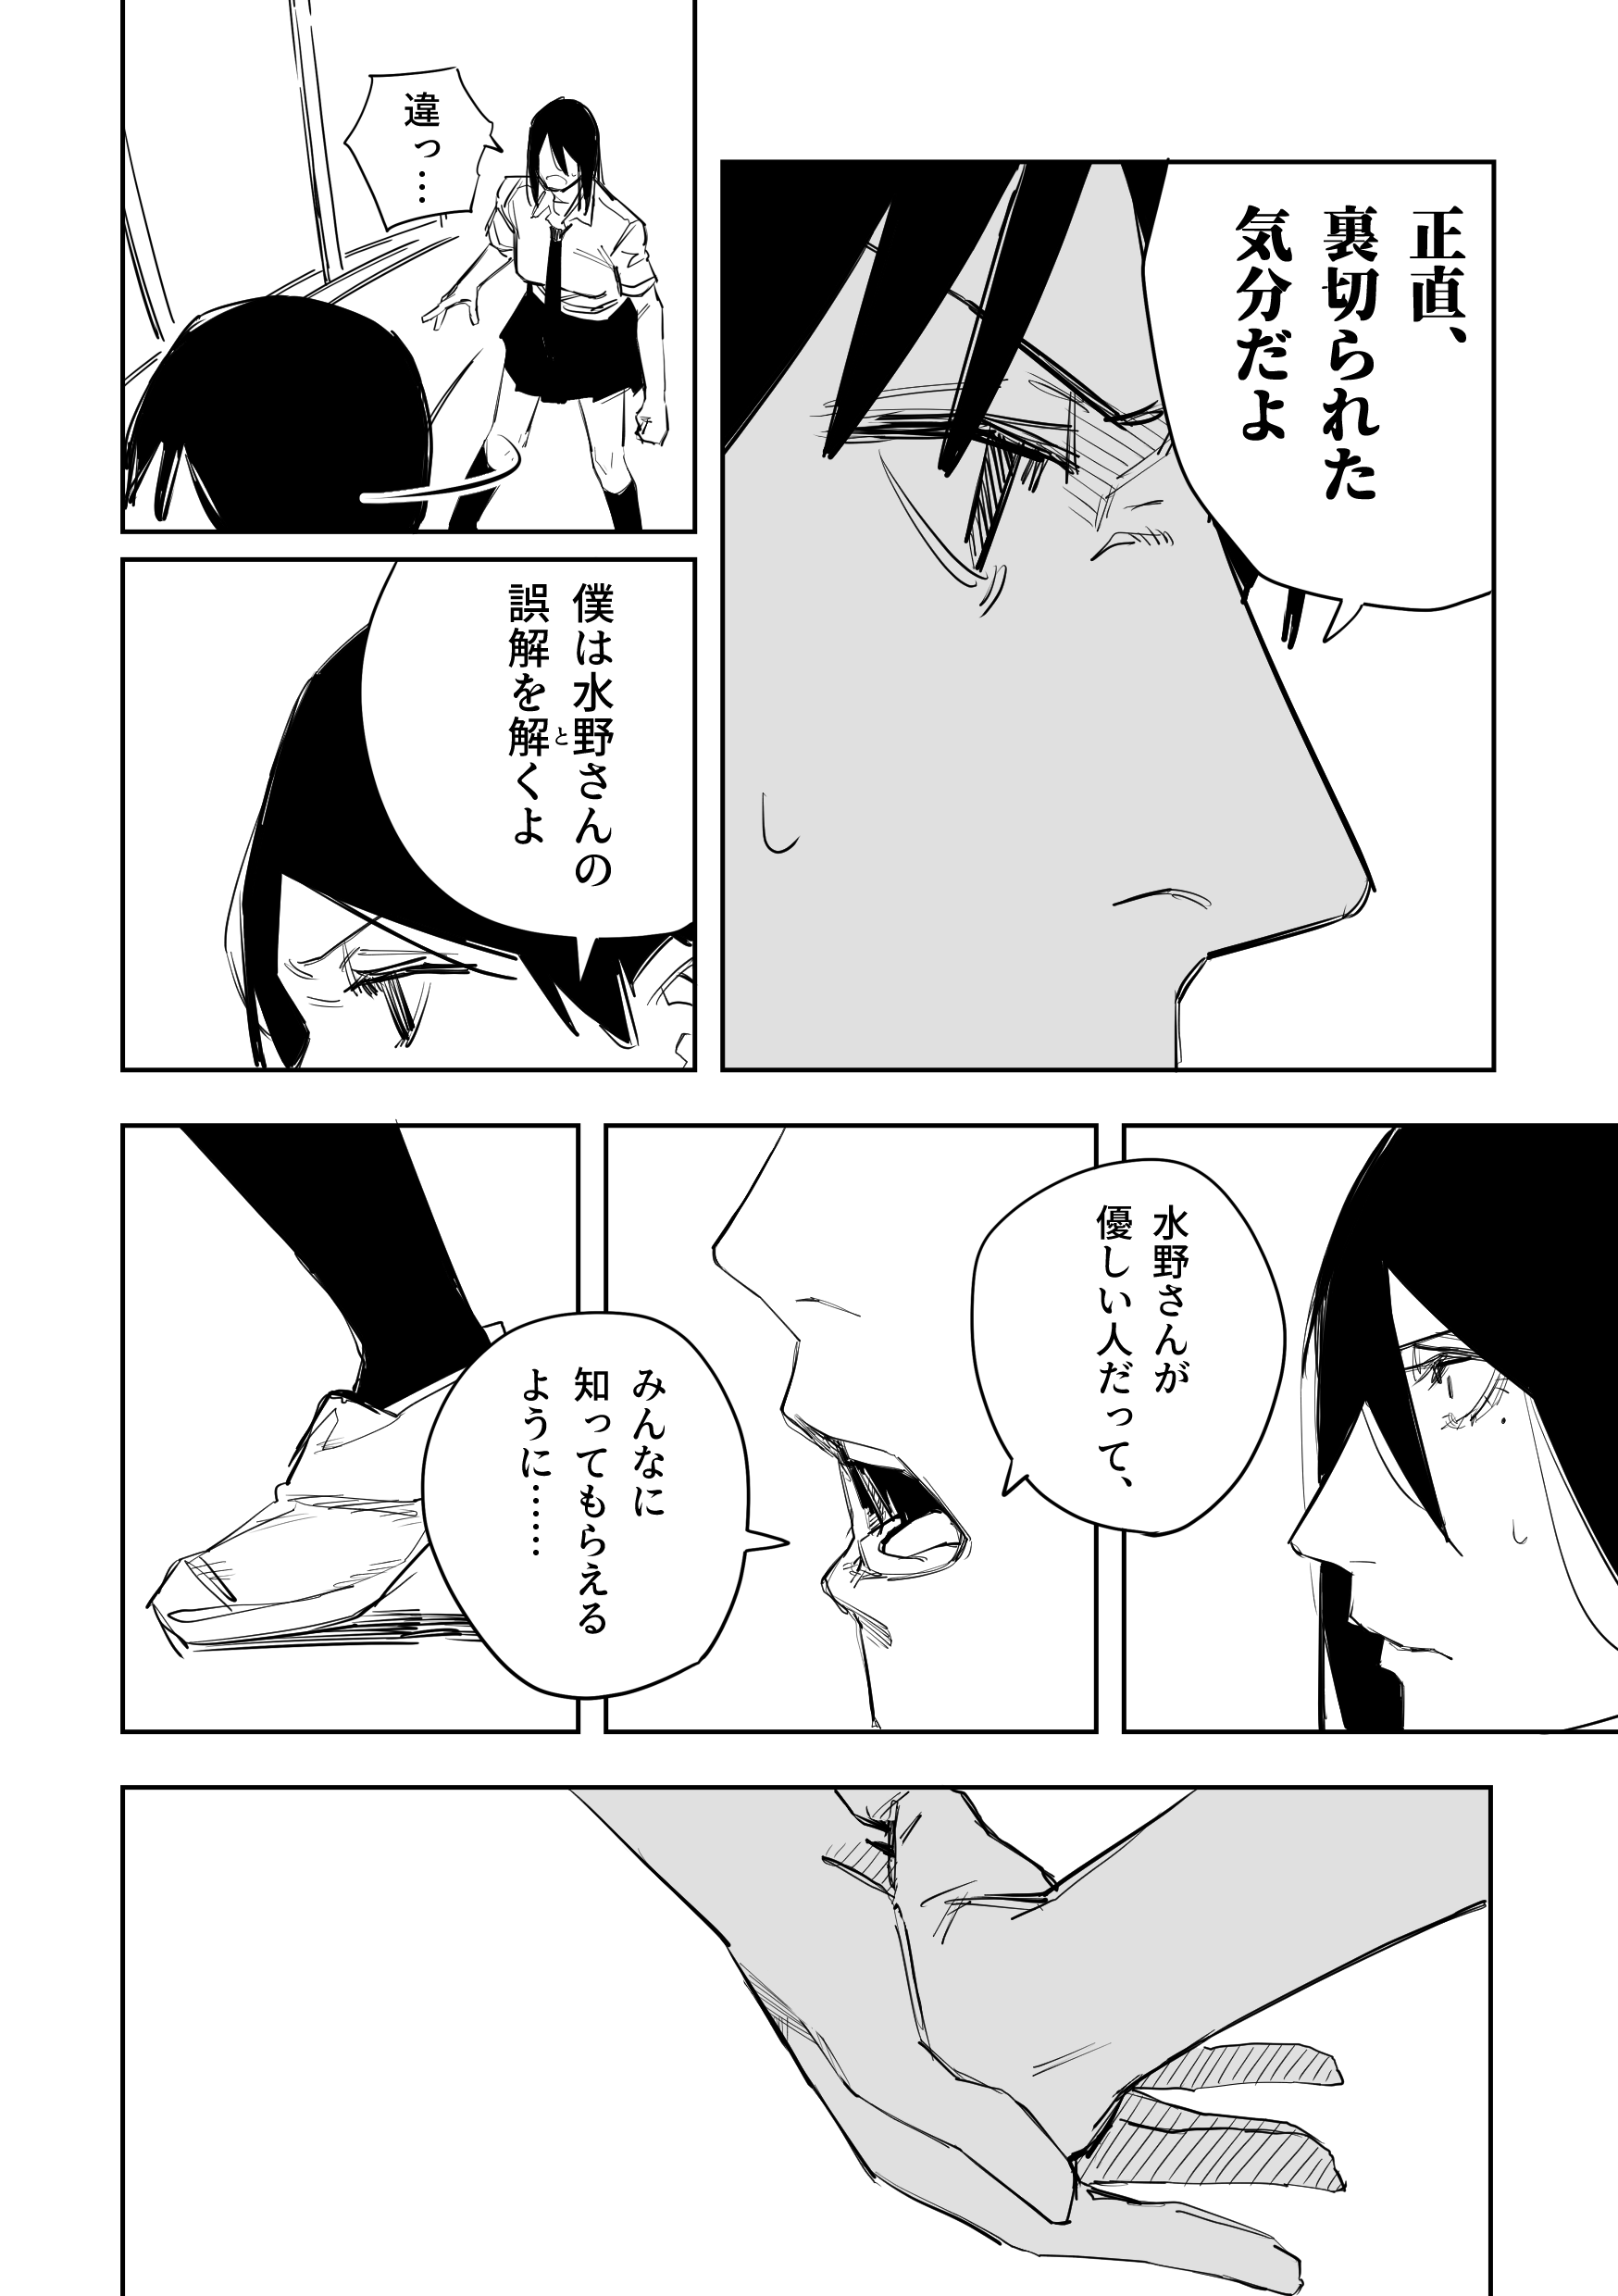 正直、
裏切られた
気分だよ
違っ…
僕は水野さんの
誤解を解くよ
と
水野さんが
優しい人だって、
みんなに
知ってもらえる
ように……